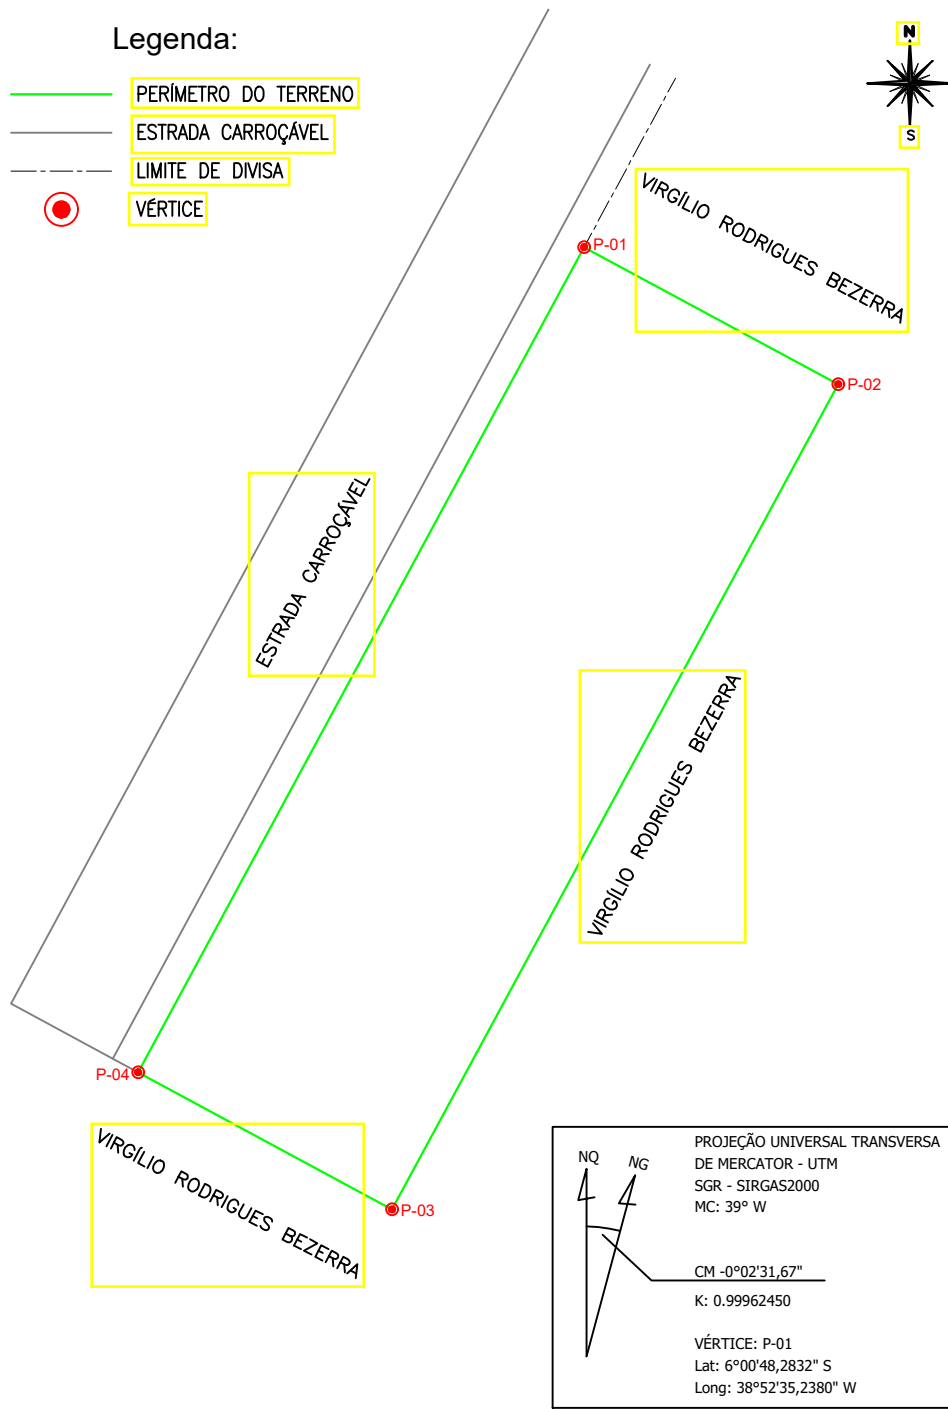 Legenda:
PERÍMETRO DO TERRENO
ESTRADA CARROÇÁVEL
LIMITE DE DIVISA
VÉRTICE
N
S
VIRGÍLIO RODRIGUES BEZERRA
P-01
P-02
ESTRADA CARROÇÁVEL
VIRGÍLIO RODRIGUES BEZERRA
P-04
VIRGÍLIO RODRIGUES BEZERRA
P-03
NQ
NG
PROJEÇÃO UNIVERSAL TRANSVERSA
DE MERCATOR - UTM
SGR - SIRGAS2000
MC: 39º W
CM -0°02'31,67"
K: 0.99962450
VÉRTICE: P-01
Lat: 6°00'48,2832" S
Long: 38°52'35,2380" W